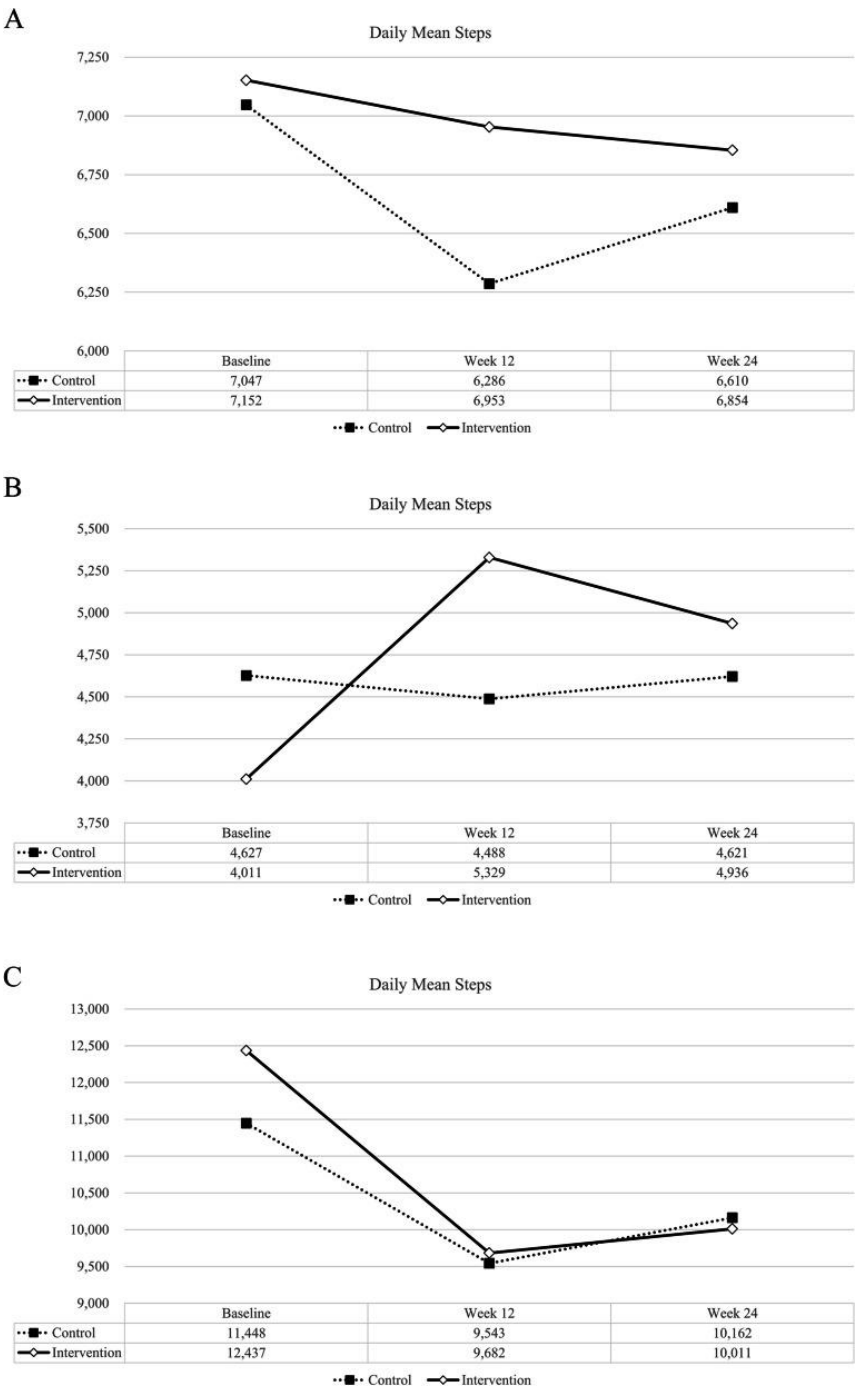 A
Daily Mean Steps
7,250
7,000
6,750
6,500
6,250
6,000
Baseline Week 12 Week 24
Control 7,047 6,286 6,610
Intervention 7,152 6,953 6,854
Control Intervention
B
Daily Mean Steps
5,500
5,250
5,000
4,750
4,500
4,250
4,000
3,750
Baseline Week 12 Week 24
Control 4,627 4,488 4,621
Intervention 4,011 5,329 4,936
Control Intervention
C
Daily Mean Steps
13,000
12,500
12,000
11,500
11,000
10,500
10,000
9,500
9,000
Baseline Week 12 Week 24
Control 11,448 9,543 10,162
Intervention 12,437 9,682 10,011
Control Intervention